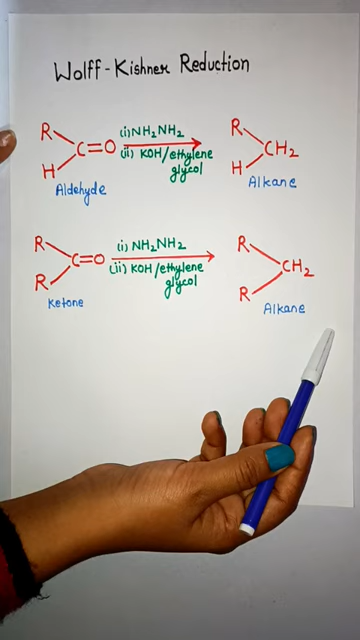 Wolff-Kishner Reduction
R
H
C=O
Aldehyde
(i) NH2NH2
(ii) KOH/ethylene
glycol
R
H
CH2
Alkane
R
R
C=O
Ketone
(i) NH2NH2
(ii) KOH/ethylene
glycol
R
R
CH2
Alkane